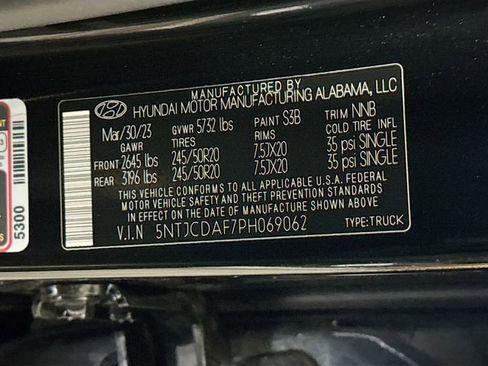 MANUFACTURED BY
HYUNDAI MOTOR MANUFACTURING ALABAMA, LLC
Mar/30/23 GVWR 5732 lbs PAINT S3B TRIM NNB
GAWR TIRES RIMS COLD TIRE INFL
FRONT 2645 lbs 245/50R20 7.5JX20 35 psi SINGLE
REAR 3196 lbs 245/50R20 7.5JX20 35 psi SINGLE
THIS VEHICLE CONFORMS TO ALL APPLICABLE U.S.A. FEDERAL
MOTOR VEHICLE SAFETY AND THEFT PREVENTION STANDARDS
IN EFFECT ON THE DATE OF MANUFACTURE SHOWN ABOVE.
V.I.N 5NTJCDAF7PH069062 TYPE:TRUCK
5300